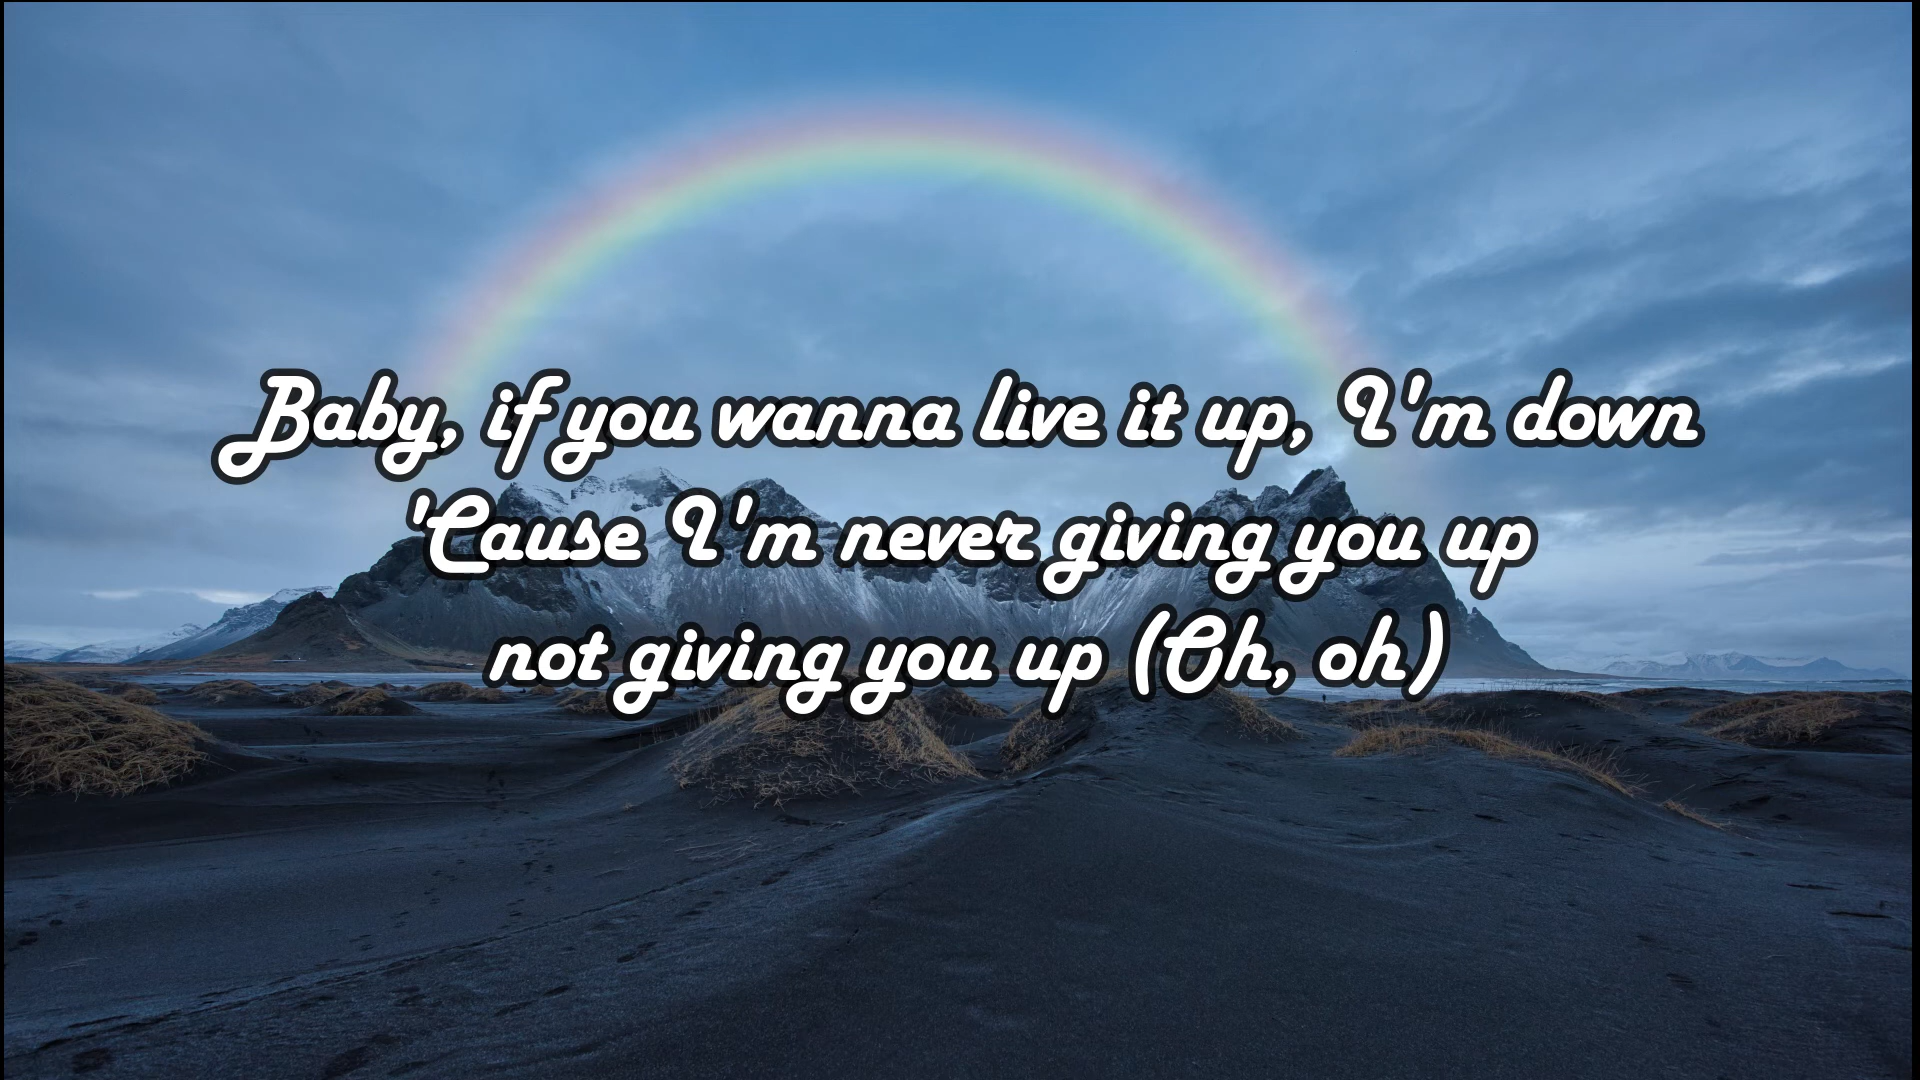 Baby, if you wanna live it up, I'm down
'Cause I'm never giving you up
not giving you up (Oh, oh)